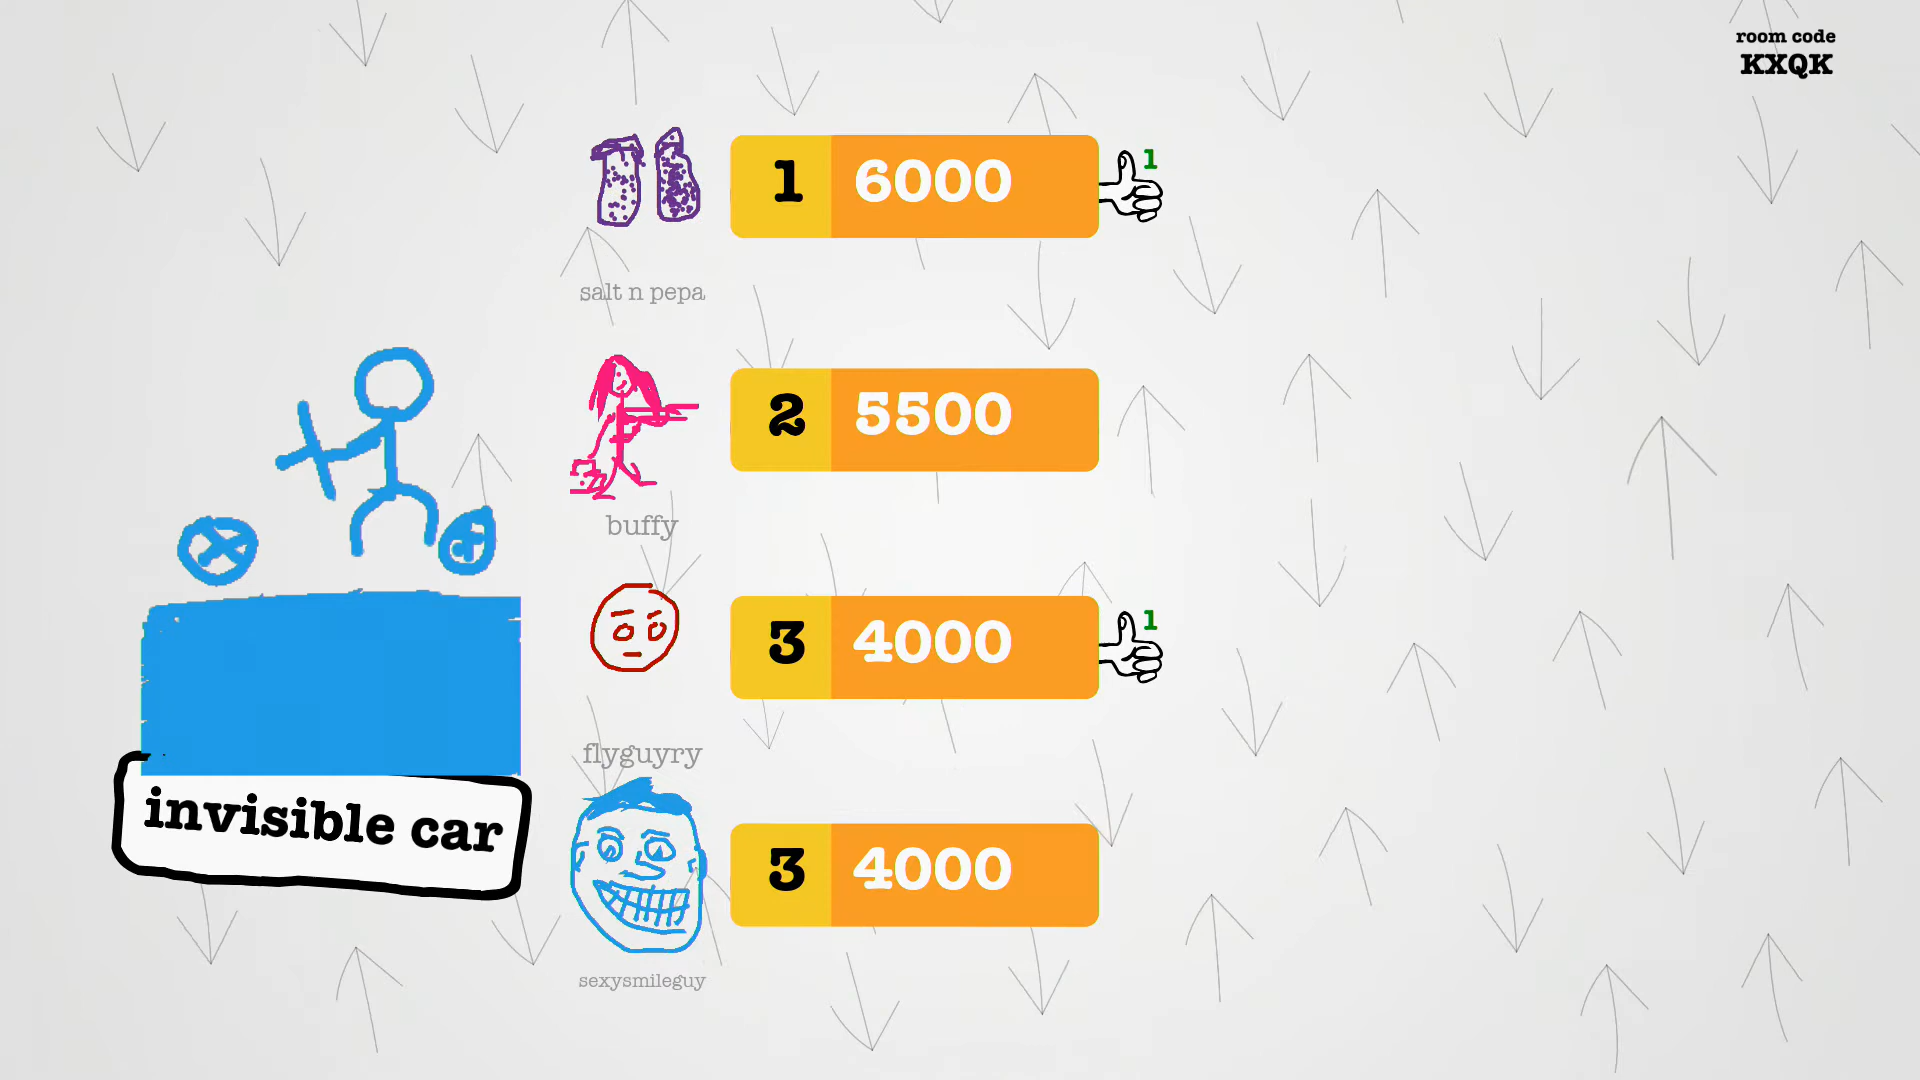 room code
KXQK
1 6000 1
salt n pepa
2 5500
buffy
3 4000 1
flyguyry
3 4000
sexysmileguy
invisible car